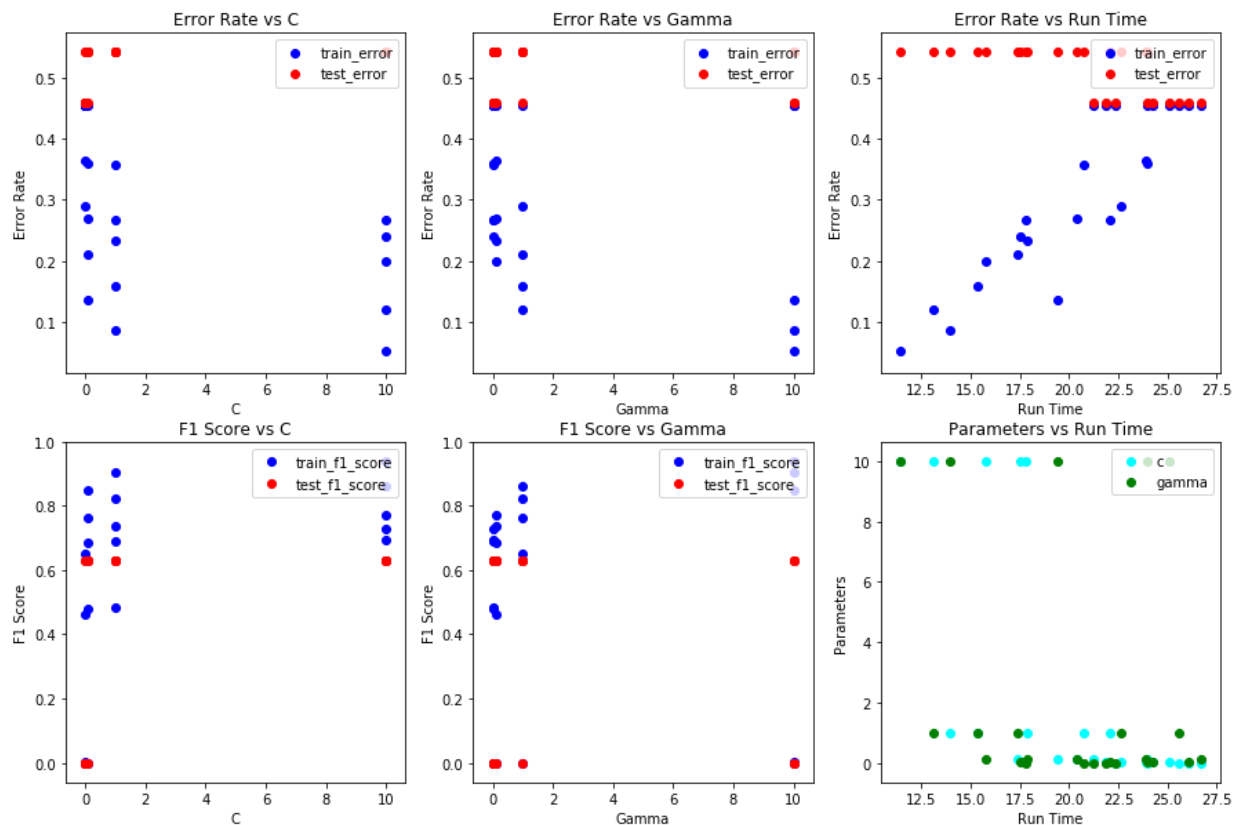 Error Rate vs C
Error Rate
0.5
0.4
0.3
0.2
0.1
train_error
test_error
0 2 4 6 8 10
C
Error Rate vs Gamma
Error Rate
0.5
0.4
0.3
0.2
0.1
train_error
test_error
0 2 4 6 8 10
Gamma
Error Rate vs Run Time
Error Rate
0.5
0.4
0.3
0.2
0.1
train_error
test_error
12.5 15.0 17.5 20.0 22.5 25.0 27.5
Run Time
F1 Score vs C
F1 Score
1.0
0.8
0.6
0.4
0.2
0.0
train_f1_score
test_f1_score
0 2 4 6 8 10
C
F1 Score vs Gamma
F1 Score
1.0
0.8
0.6
0.4
0.2
0.0
train_f1_score
test_f1_score
0 2 4 6 8 10
Gamma
Parameters vs Run Time
Parameters
10
8
6
4
2
0
c
gamma
12.5 15.0 17.5 20.0 22.5 25.0 27.5
Run Time